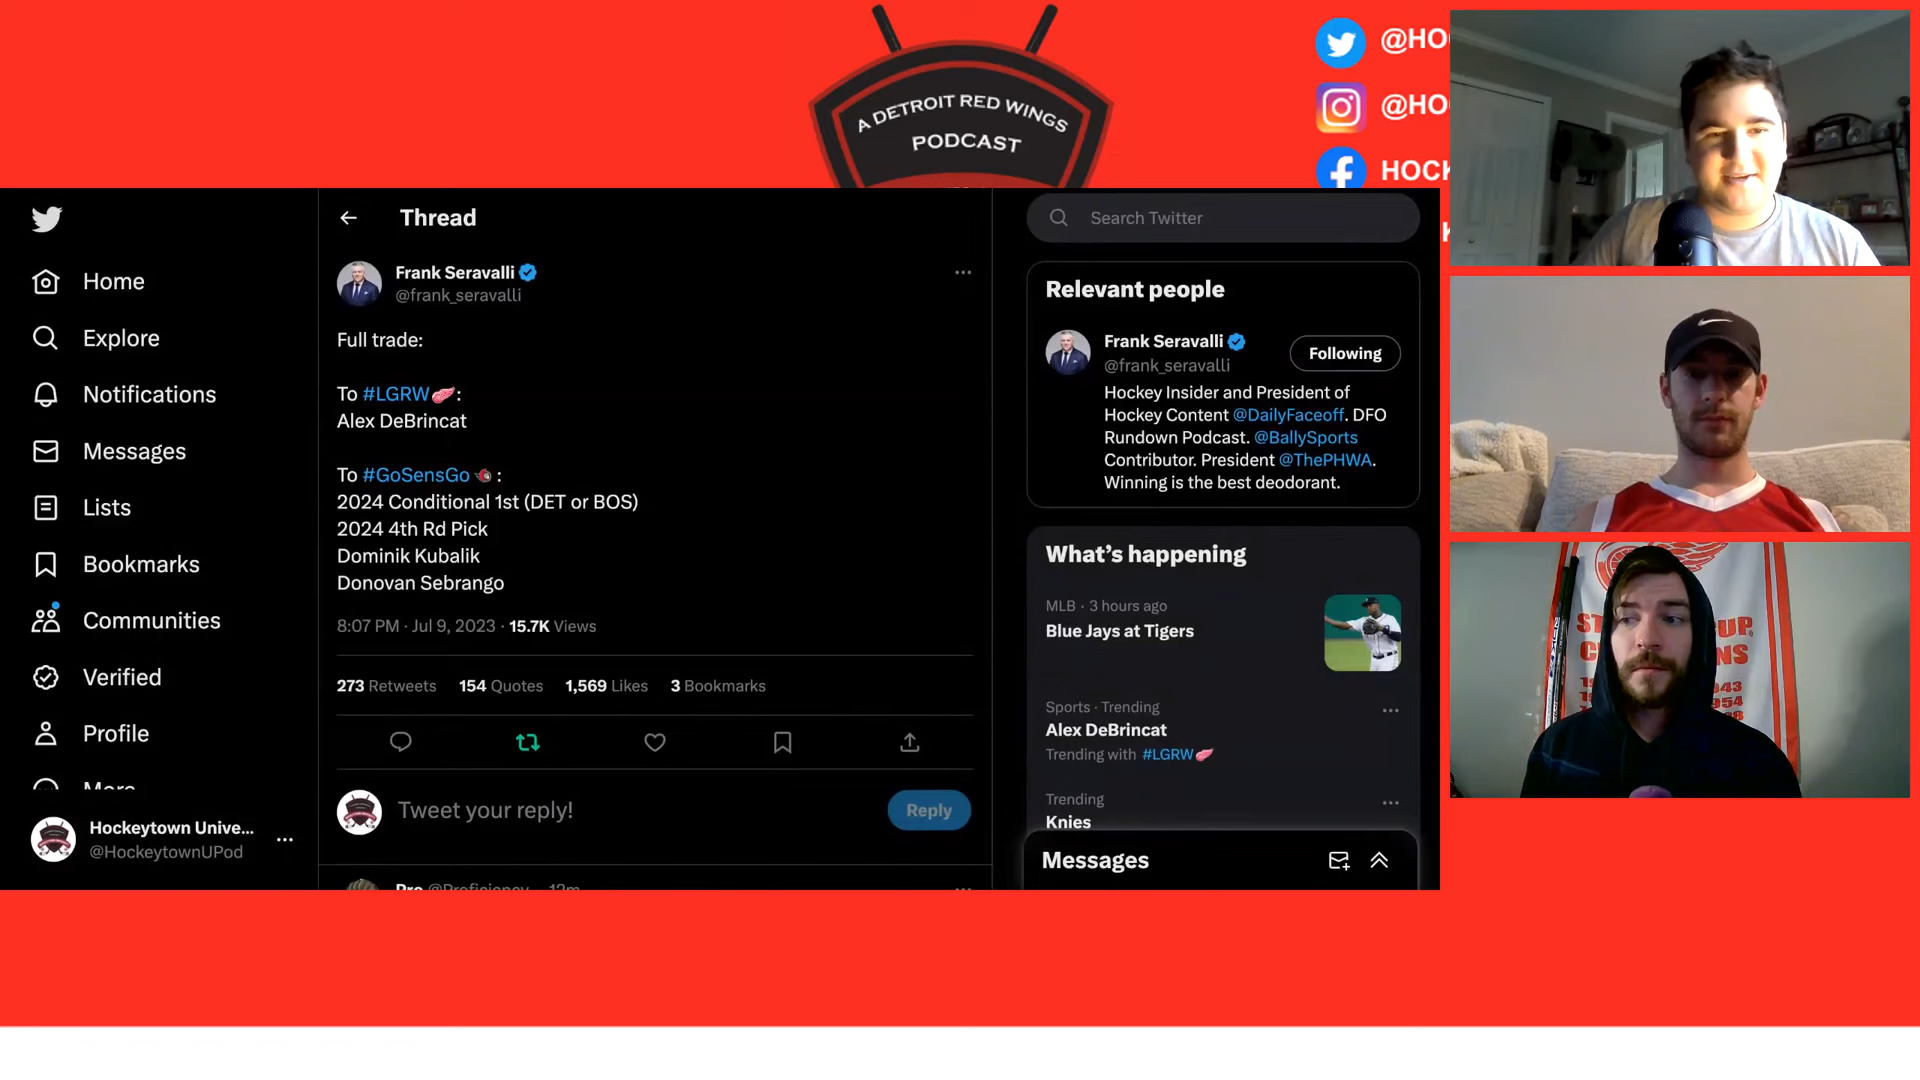 A DETROIT RED WINGS
PODCAST
@HO
@HO
HOCK
Thread
Search Twitter
Home
Explore
Notifications
Messages
Lists
Bookmarks
Communities
Verified
Profile
More
Hockeytown Unive...
@HockeytownUPod
Frank Seravalli
@frank_seravalli
Full trade:
To #LGRW:
Alex DeBrincat
To #GoSensGo :
2024 Conditional 1st (DET or BOS)
2024 4th Rd Pick
Dominik Kubalik
Donovan Sebrango
8:07 PM · Jul 9, 2023 · 15.7K Views
273 Retweets 154 Quotes 1,569 Likes 3 Bookmarks
Tweet your reply!
Reply
Pro @Proficiency · 12m
Relevant people
Frank Seravalli
@frank_seravalli
Following
Hockey Insider and President of
Hockey Content @DailyFaceoff. DFO
Rundown Podcast. @BallySports
Contributor. President @ThePHWA.
Winning is the best deodorant.
What's happening
MLB · 3 hours ago
Blue Jays at Tigers
Sports · Trending
Alex DeBrincat
Trending with #LGRW
Trending
Knies
Messages